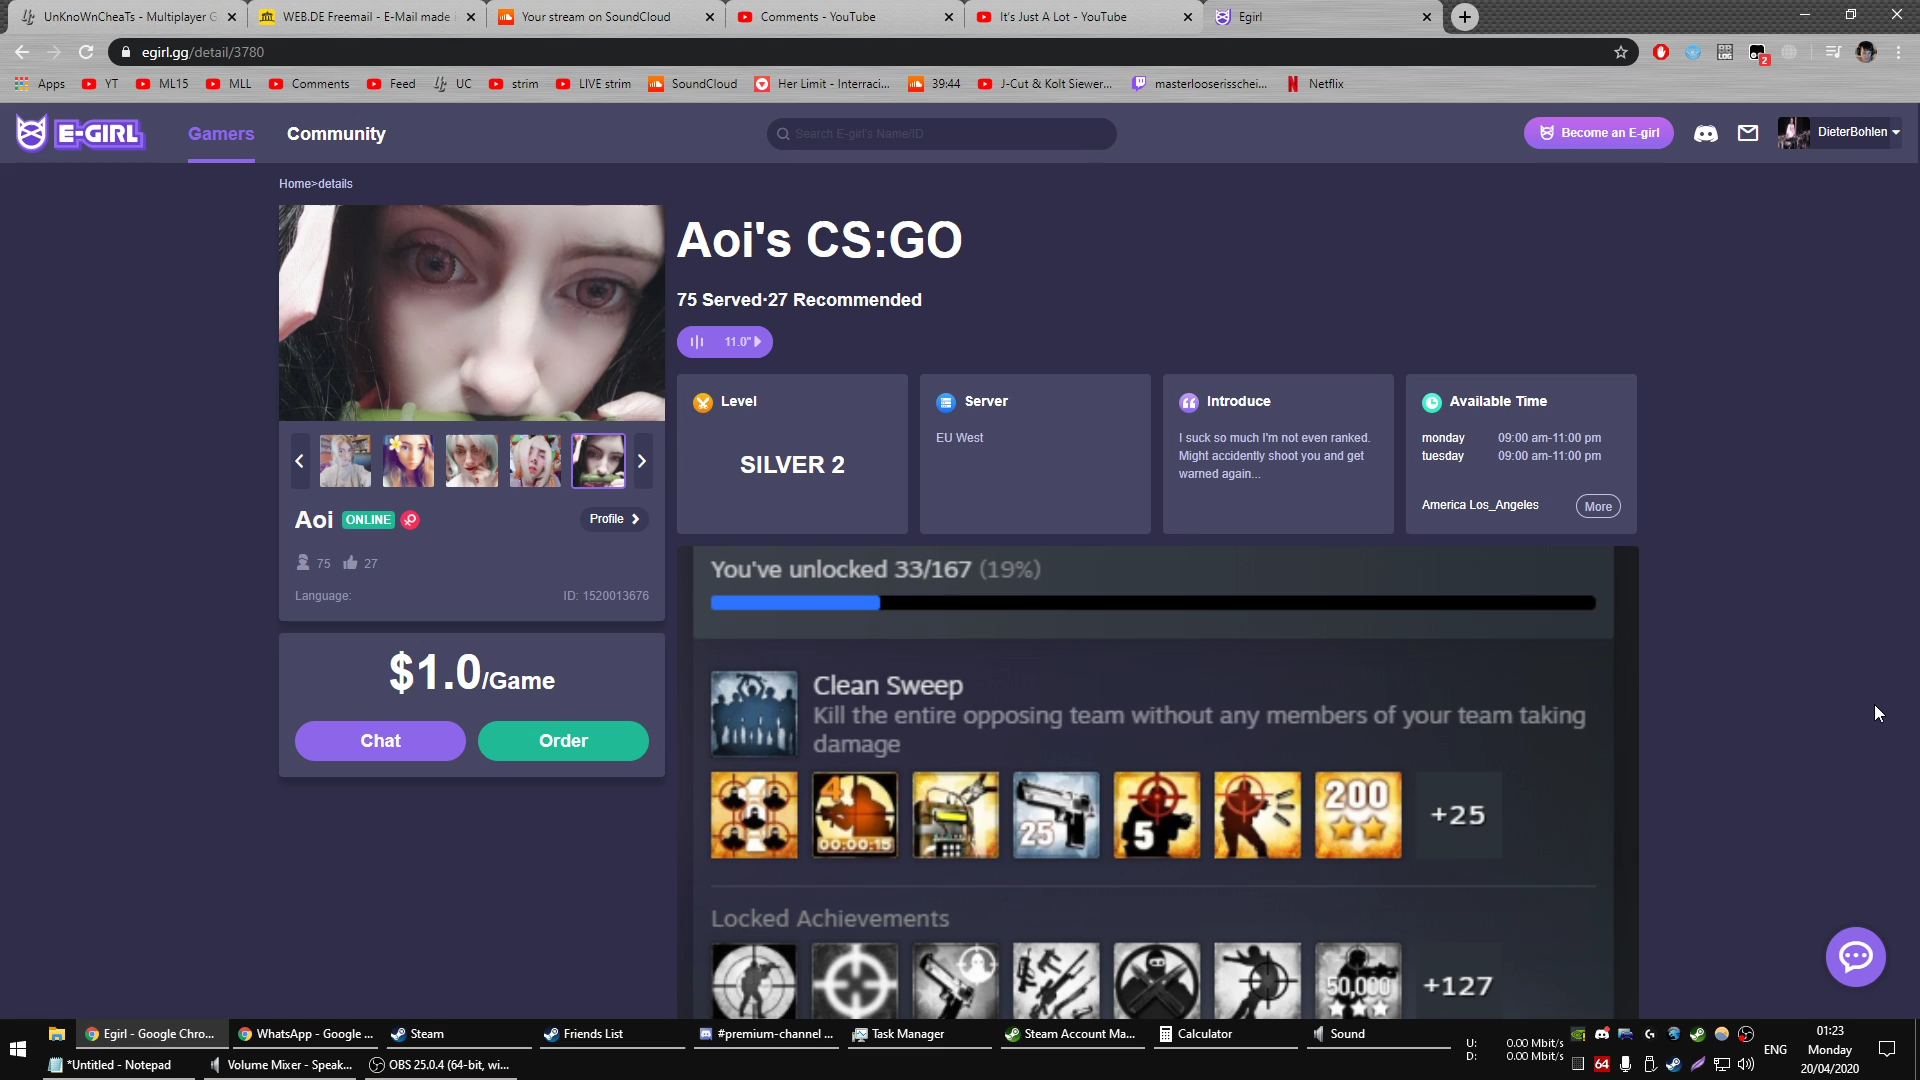 UnKnoWnCheaTs - Multiplayer G
WEB.DE Freemail - E-Mail made
Your stream on SoundCloud
Comments - YouTube
It's Just A Lot - YouTube
Egirl
egirl.gg/detail/3780
2
Apps
YT
ML15
MLL
Comments
Feed
UC
strim
LIVE strim
SoundCloud
Her Limit - Interraci...
39:44
J-Cut & Kolt Siewer...
masterlooserisschei...
Netflix
E-GIRL
Gamers
Community
Search E-girl's Name/ID
Become an E-girl
DieterBohlen
Home>details
Aoi's CS:GO
75 Served·27 Recommended
11.0"
Level
SILVER 2
Server
EU West
Introduce
I suck so much I'm not even ranked.
Might accidently shoot you and get
warned again...
Available Time
monday 09:00 am-11:00 pm
tuesday 09:00 am-11:00 pm
America Los_Angeles
More
Aoi ONLINE
Profile
75 27
Language:
ID: 1520013676
$1.0/Game
Chat
Order
You've unlocked 33/167 (19%)
Clean Sweep
Kill the entire opposing team without any members of your team taking
damage
4
00:00:15
25
5
200
+25
Locked Achievements
50,000
+127
Egirl - Google Chro...
WhatsApp - Google ...
Steam
Friends List
#premium-channel ...
Task Manager
Steam Account Ma...
Calculator
Sound
*Untitled - Notepad
Volume Mixer - Speak...
OBS 25.0.4 (64-bit, wi...
U: 0.00 Mbit/s
D: 0.00 Mbit/s
64
ENG
01:23
Monday
20/04/2020